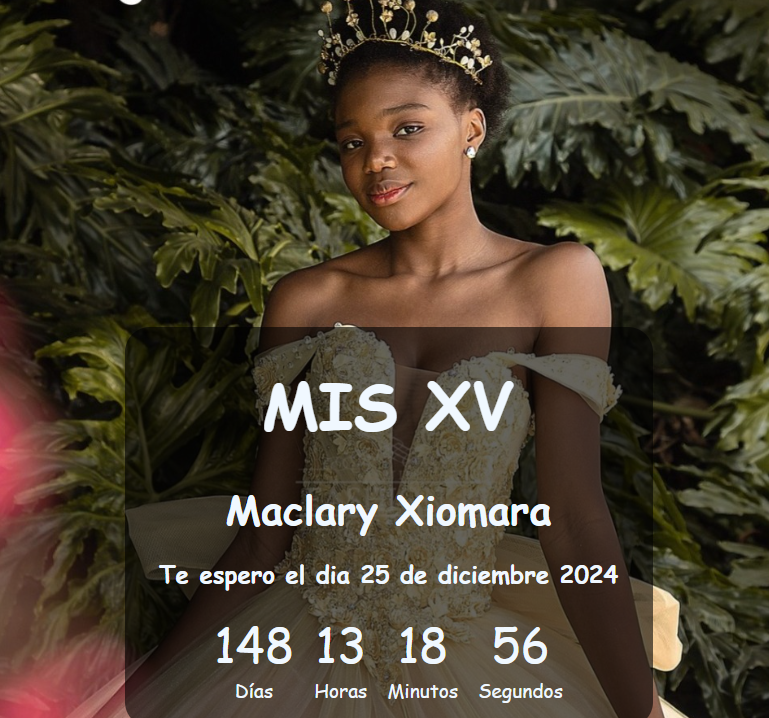 MIS XV
Maclary Xiomara
Te espero el dia 25 de diciembre 2024
148 13 18 56
Días Horas Minutos Segundos